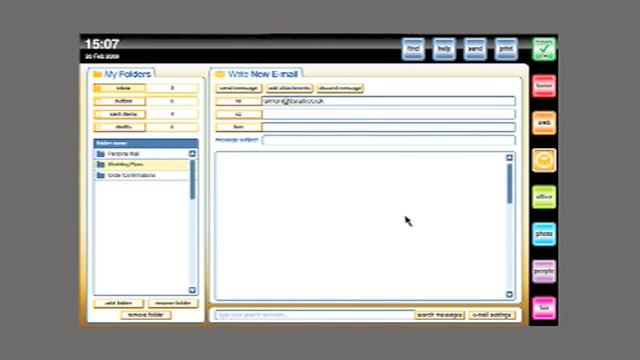 15:07
find help send print
20 Feb 2009
My Folders
Write New E-mail
inbox
send message add attachments discard message
outbox
to
sent items
cc
drafts
bcc
folder name
message subject
Personal Mail
Wedding Plans
Order Confirmations
home
web
office
photo
people
fun
add folder rename folder
remove folder
search messages e-mail settings